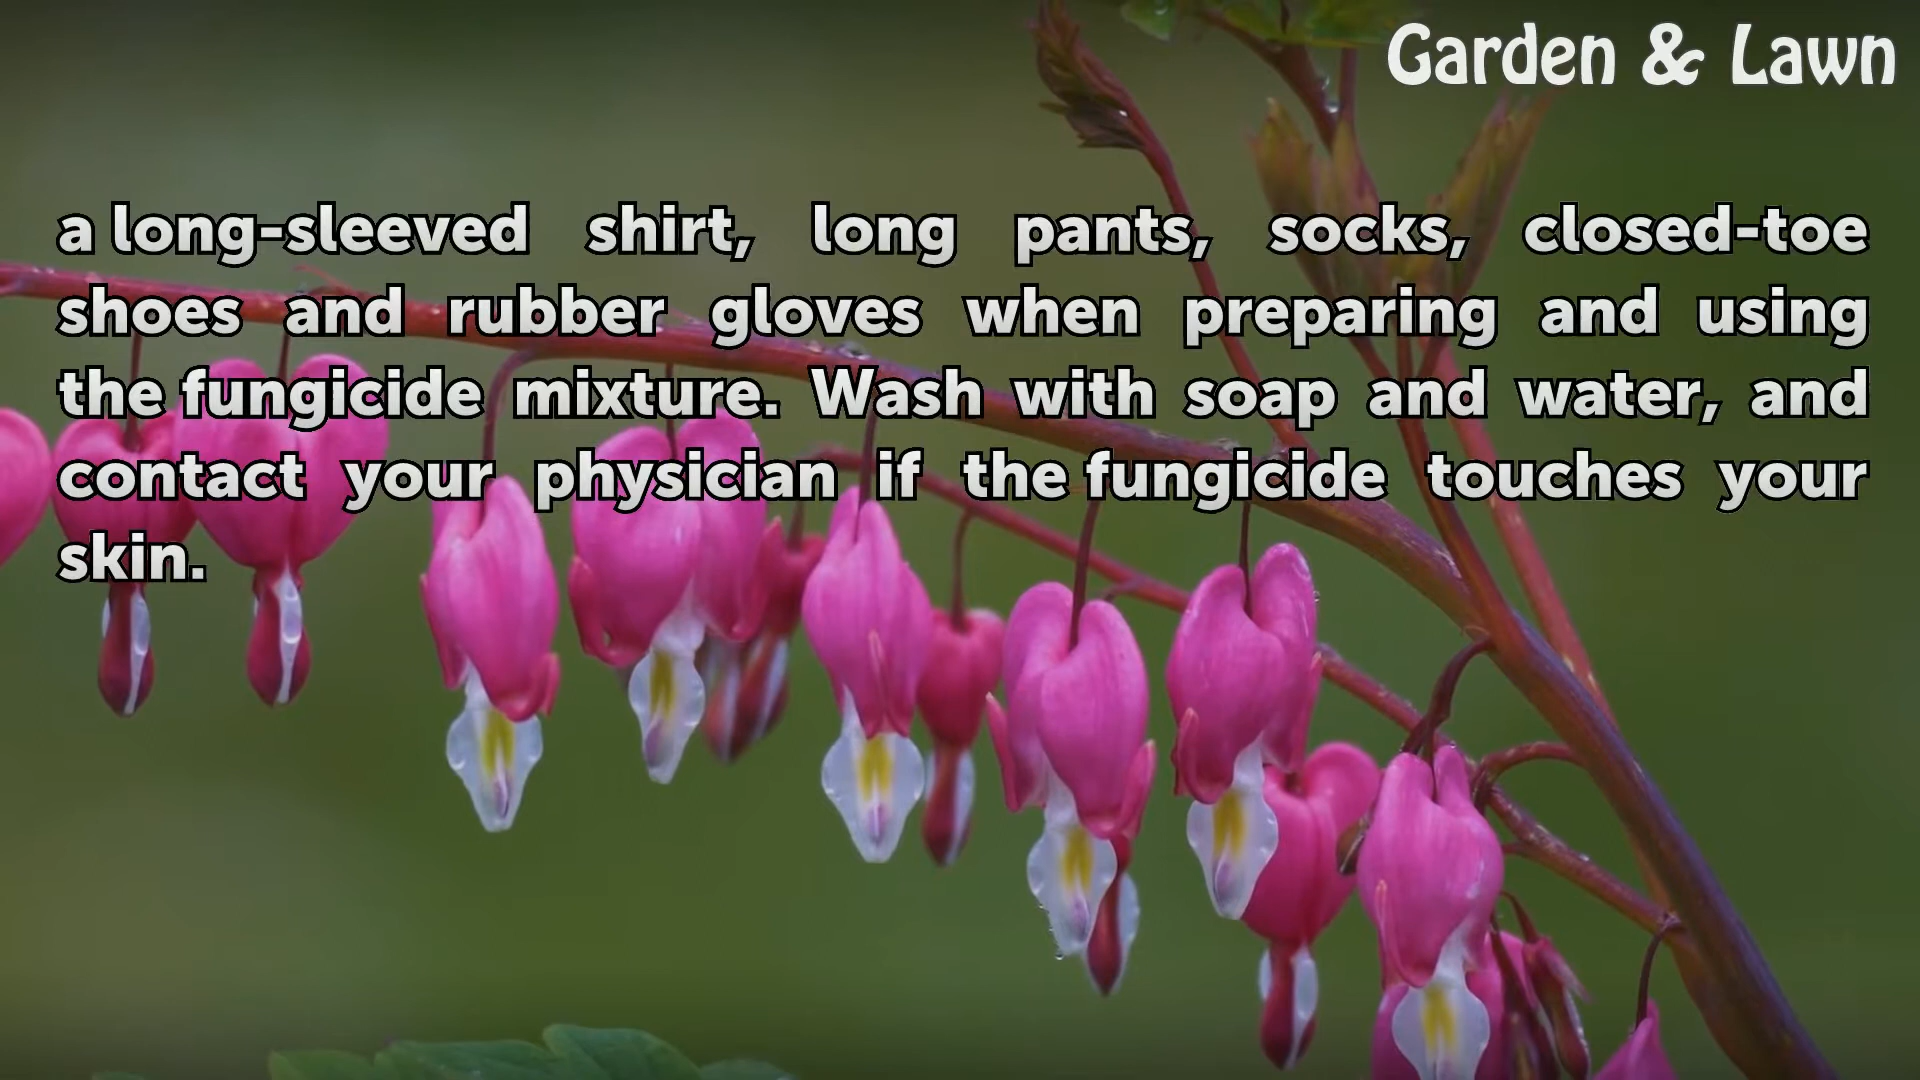 Garden & Lawn
a long-sleeved shirt, long pants, socks, closed-toe
shoes and rubber gloves when preparing and using
the fungicide mixture. Wash with soap and water, and
contact your physician if the fungicide touches your
skin.